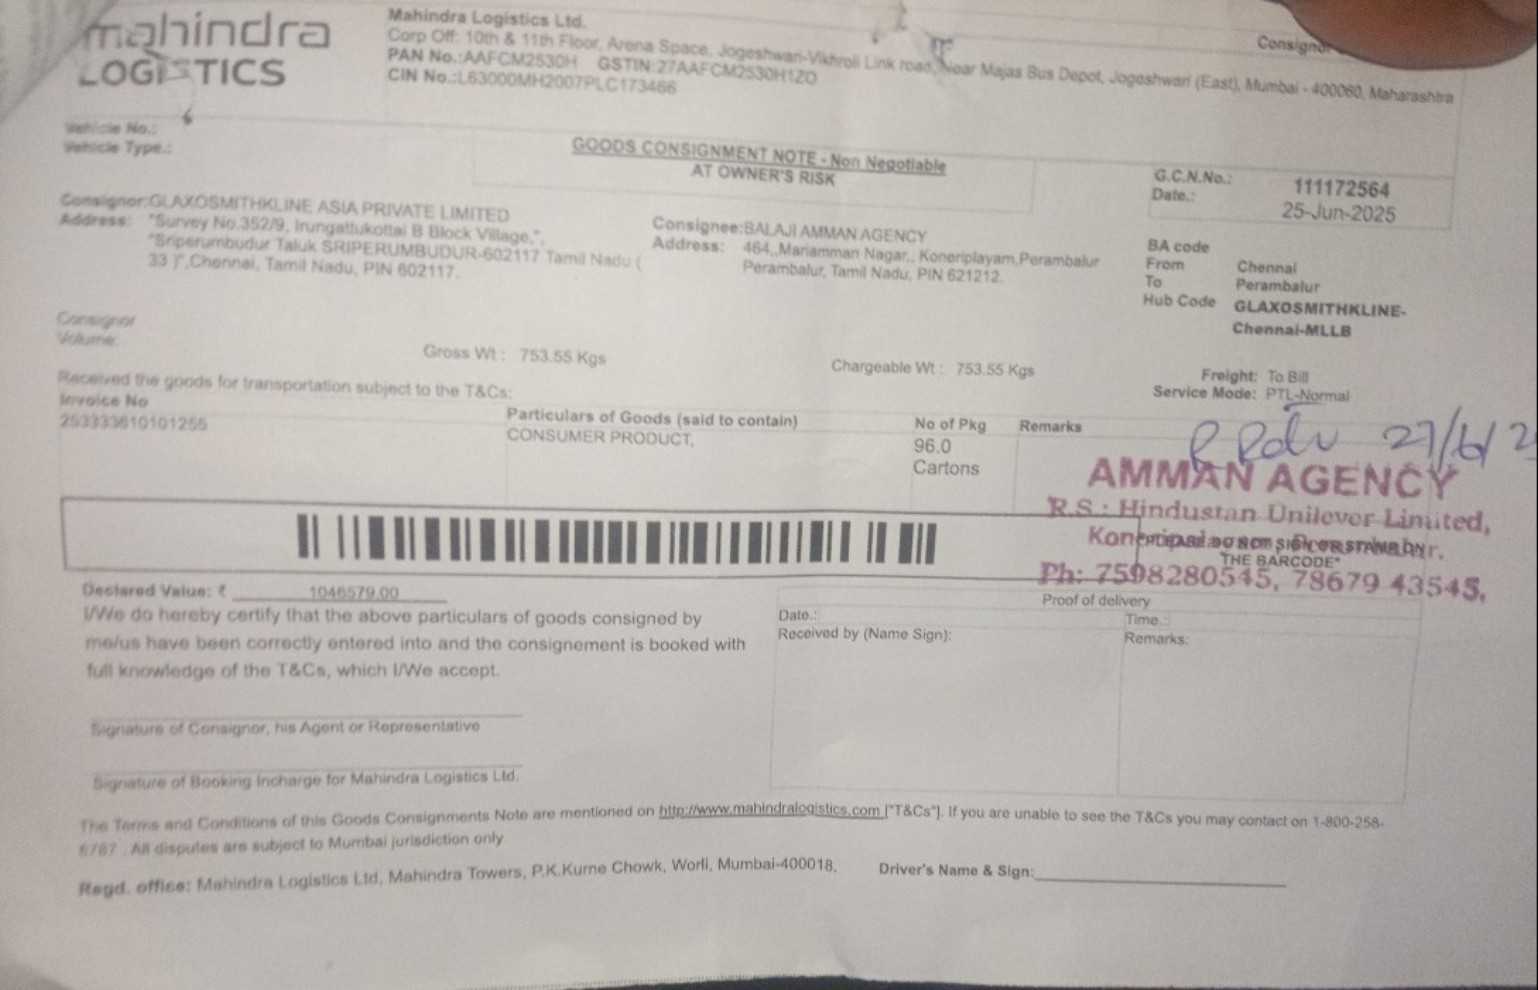 mahindra
LOGISTICS
Mahindra Logistics Ltd.
Corp Off: 10th & 11th Floor, Arena Space, Jogeshwari-Vikhroli Link road, Near Majas Bus Depot, Jogeshwari (East), Mumbai - 400060, Maharashtra
PAN No.:AAFCM2530H GSTIN:27AAFCM2530H1ZO
CIN No.:L63000MH2007PLC173466
Consignor
Vehicle No.:
Vehicle Type.:
GOODS CONSIGNMENT NOTE - Non Negotiable
AT OWNER'S RISK
G.C.N.No.: 111172564
Date.: 25-Jun-2025
Consignor:GLAXOSMITHKLINE ASIA PRIVATE LIMITED
Address: "Survey No.352/9, Irungattukottai B Block Village,",
"Sriperumbudur Taluk SRIPERUMBUDUR-602117 Tamil Nadu (
33 )",Chennai, Tamil Nadu, PIN 602117.
Consignee:BALAJI AMMAN AGENCY
Address: 464,,Mariamman Nagar,, Koneriplayam,Perambalur
Perambalur, Tamil Nadu, PIN 621212.
BA code
From Chennai
To Perambalur
Hub Code GLAXOSMITHKLINE-
Chennai-MLLB
Consignor
Volume:
Gross Wt : 753.55 Kgs
Chargeable Wt : 753.55 Kgs
Freight: To Bill
Service Mode: PTL-Normal
Received the goods for transportation subject to the T&Cs:
Invoice No
253333610101255
Particulars of Goods (said to contain)
CONSUMER PRODUCT,
No of Pkg
96.0
Cartons
Remarks
27/6/2
AMMAN AGENCY
R.S.: Hindustan Unilever Limited,
THE BARCODE"
Ph: 7598280545, 78679 43545,
Declared Value: ₹ 1046579.00
I/We do hereby certify that the above particulars of goods consigned by
me/us have been correctly entered into and the consignement is booked with
full knowledge of the T&Cs, which I/We accept.
Proof of delivery
Date.:
Time.:
Received by (Name Sign):
Remarks:
Signature of Consignor, his Agent or Representative
Signature of Booking Incharge for Mahindra Logistics Ltd.
The Terms and Conditions of this Goods Consignments Note are mentioned on http://www.mahindralogistics.com ["T&Cs"]. If you are unable to see the T&Cs you may contact on 1-800-258-
6787 . All disputes are subject to Mumbai jurisdiction only
Regd. office: Mahindra Logistics Ltd, Mahindra Towers, P.K.Kurne Chowk, Worli, Mumbai-400018.
Driver's Name & Sign: